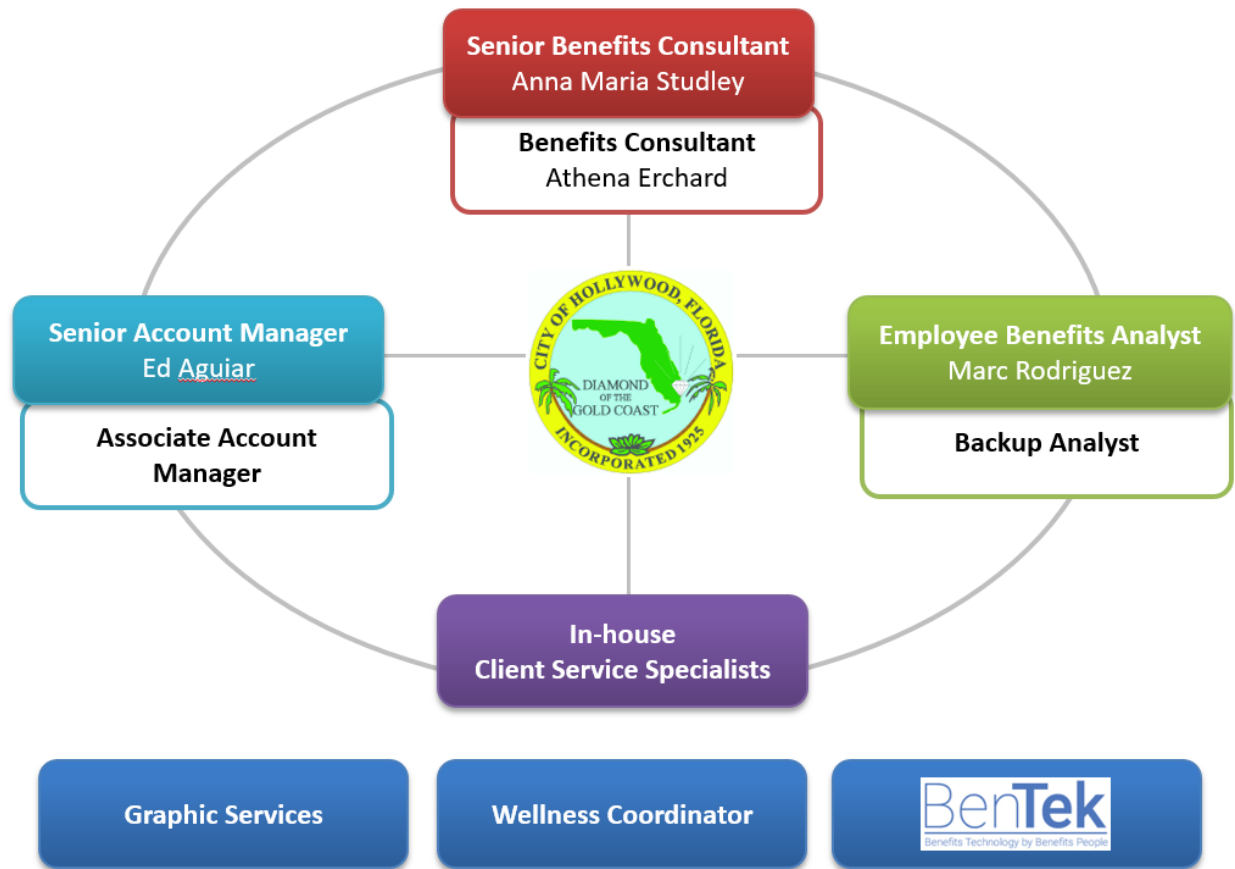 Senior Benefits Consultant
Anna Maria Studley
Benefits Consultant
Athena Erchard
Senior Account Manager
Ed Aguiar
Associate Account
Manager
CITY OF HOLLYWOOD, FLORIDA
DIAMOND
OF THE
GOLD COAST
INCORPORATED 1925
Employee Benefits Analyst
Marc Rodriguez
Backup Analyst
In-house
Client Service Specialists
Graphic Services
Wellness Coordinator
BenTek
Benefits Technology by Benefits People